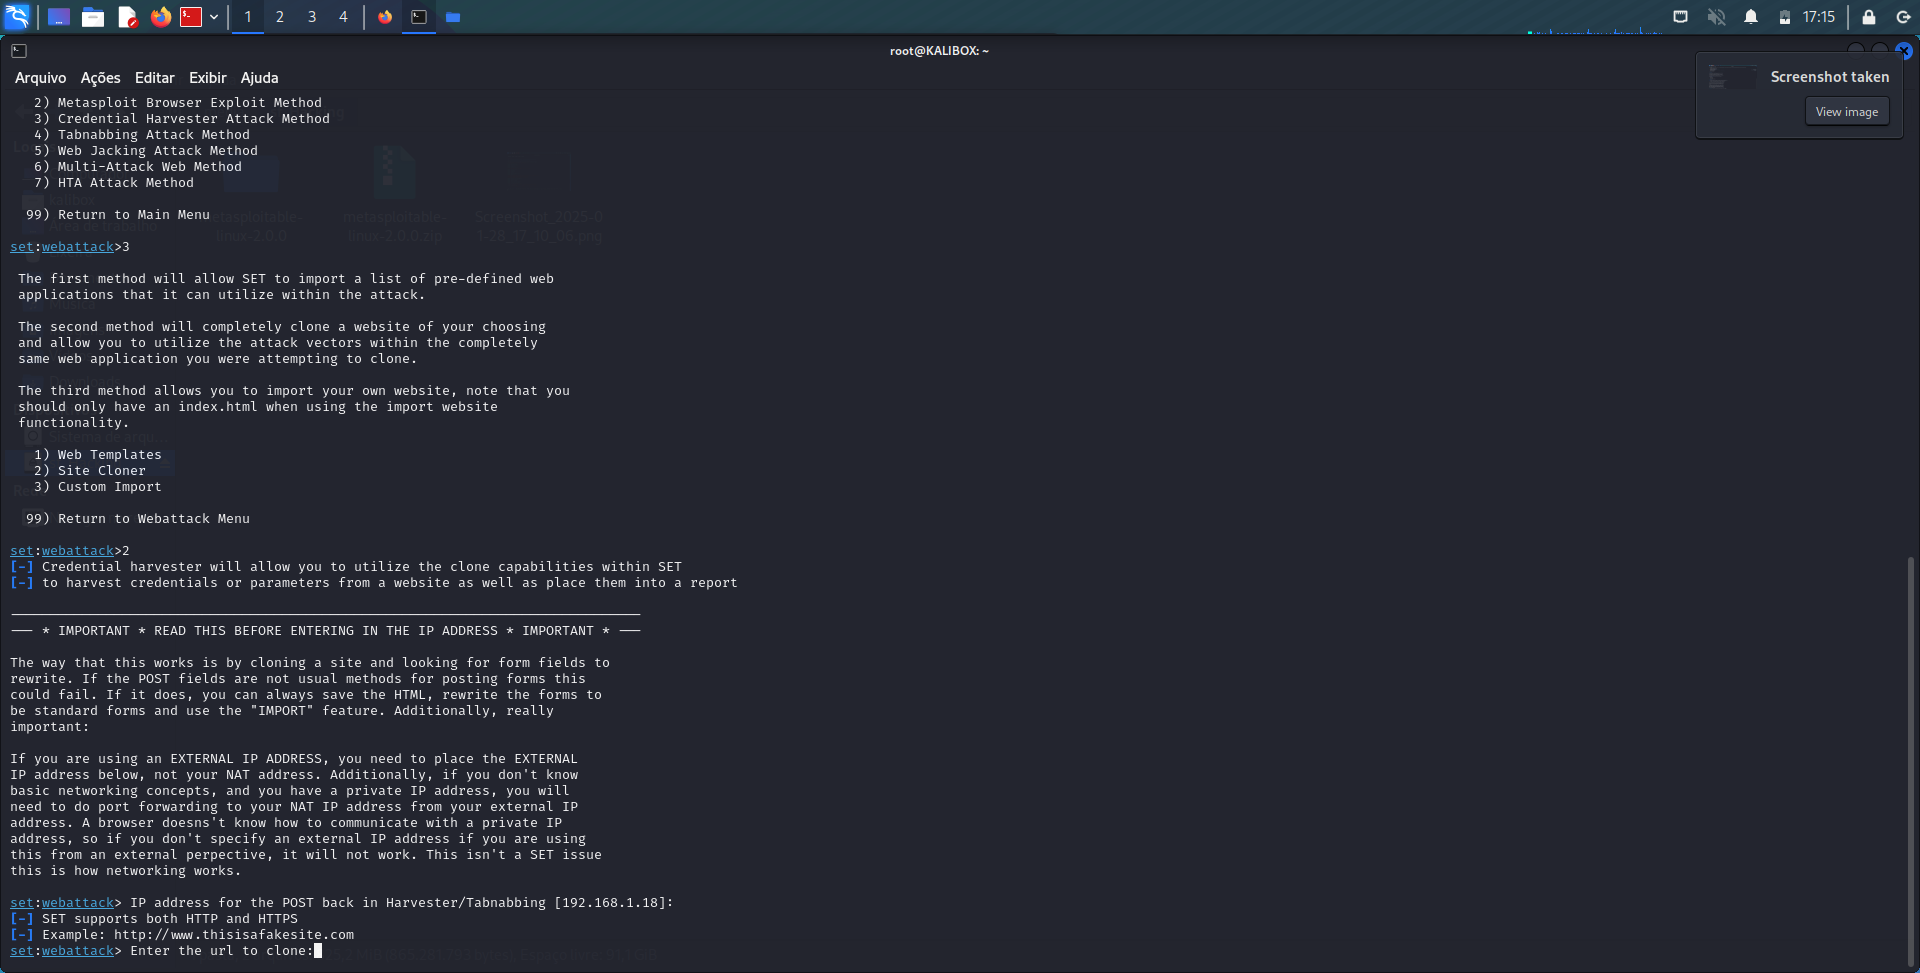 1 2 3 4 17:15
root@KALIBOX: ~
Arquivo Ações Editar Exibir Ajuda
Screenshot taken
View image
2) Metasploit Browser Exploit Method
3) Credential Harvester Attack Method
4) Tabnabbing Attack Method
5) Web Jacking Attack Method
6) Multi-Attack Web Method
7) HTA Attack Method
99) Return to Main Menu
metasploitable-
linux-2.0.0
metasploitable-
linux-2.0.0.zip
Screenshot_2025-0
1-28_17_10_06.png
set:webattack>3
The first method will allow SET to import a list of pre-defined web
applications that it can utilize within the attack.
The second method will completely clone a website of your choosing
and allow you to utilize the attack vectors within the completely
same web application you were attempting to clone.
The third method allows you to import your own website, note that you
should only have an index.html when using the import website
functionality.
1) Web Templates
2) Site Cloner
3) Custom Import
99) Return to Webattack Menu
set:webattack>2
[-] Credential harvester will allow you to utilize the clone capabilities within SET
[-] to harvest credentials or parameters from a website as well as place them into a report
--- * IMPORTANT * READ THIS BEFORE ENTERING IN THE IP ADDRESS * IMPORTANT * ---
The way that this works is by cloning a site and looking for form fields to
rewrite. If the POST fields are not usual methods for posting forms this
could fail. If it does, you can always save the HTML, rewrite the forms to
be standard forms and use the "IMPORT" feature. Additionally, really
important:
If you are using an EXTERNAL IP ADDRESS, you need to place the EXTERNAL
IP address below, not your NAT address. Additionally, if you don't know
basic networking concepts, and you have a private IP address, you will
need to do port forwarding to your NAT IP address from your external IP
address. A browser doesns't know how to communicate with a private IP
address, so if you don't specify an external IP address if you are using
this from an external perpective, it will not work. This isn't a SET issue
this is how networking works.
set:webattack> IP address for the POST back in Harvester/Tabnabbing [192.168.1.18]:
[-] SET supports both HTTP and HTTPS
[-] Example: http://www.thisisafakesite.com
set:webattack> Enter the url to clone: